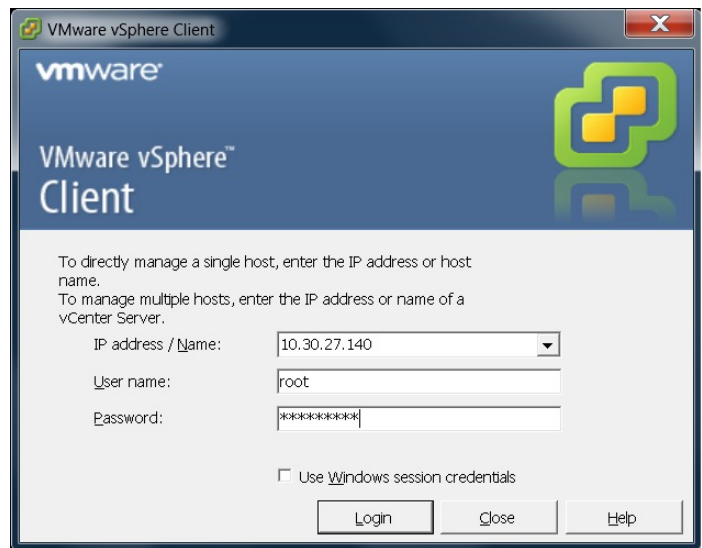 VMware vSphere Client
vmware
VMware vSphere™
Client
To directly manage a single host, enter the IP address or host
name.
To manage multiple hosts, enter the IP address or name of a
vCenter Server.
IP address / Name: 10.30.27.140
User name: root
Password: *********
Use Windows session credentials
Login Close Help